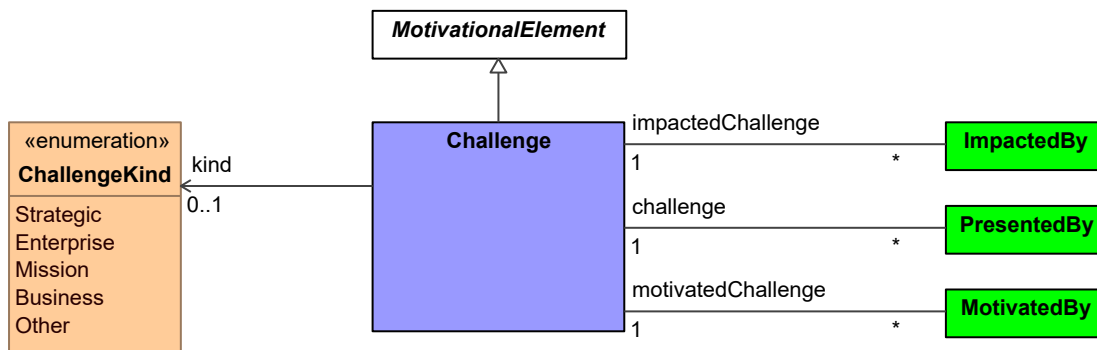 MotivationalElement
«enumeration»
ChallengeKind
Strategic
Enterprise
Mission
Business
Other
kind
0..1
Challenge
impactedChallenge
1
*
ImpactedBy
challenge
1
*
PresentedBy
motivatedChallenge
1
*
MotivatedBy